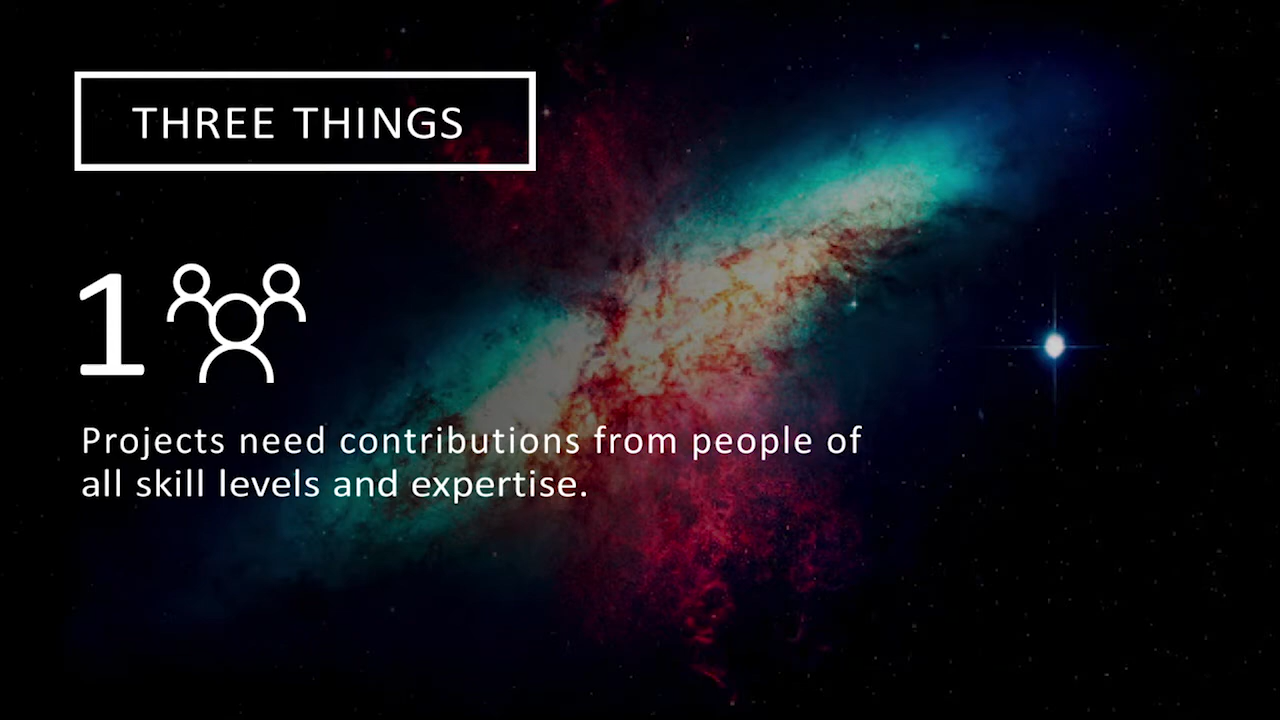 THREE THINGS
1
Projects need contributions from people of
all skill levels and expertise.